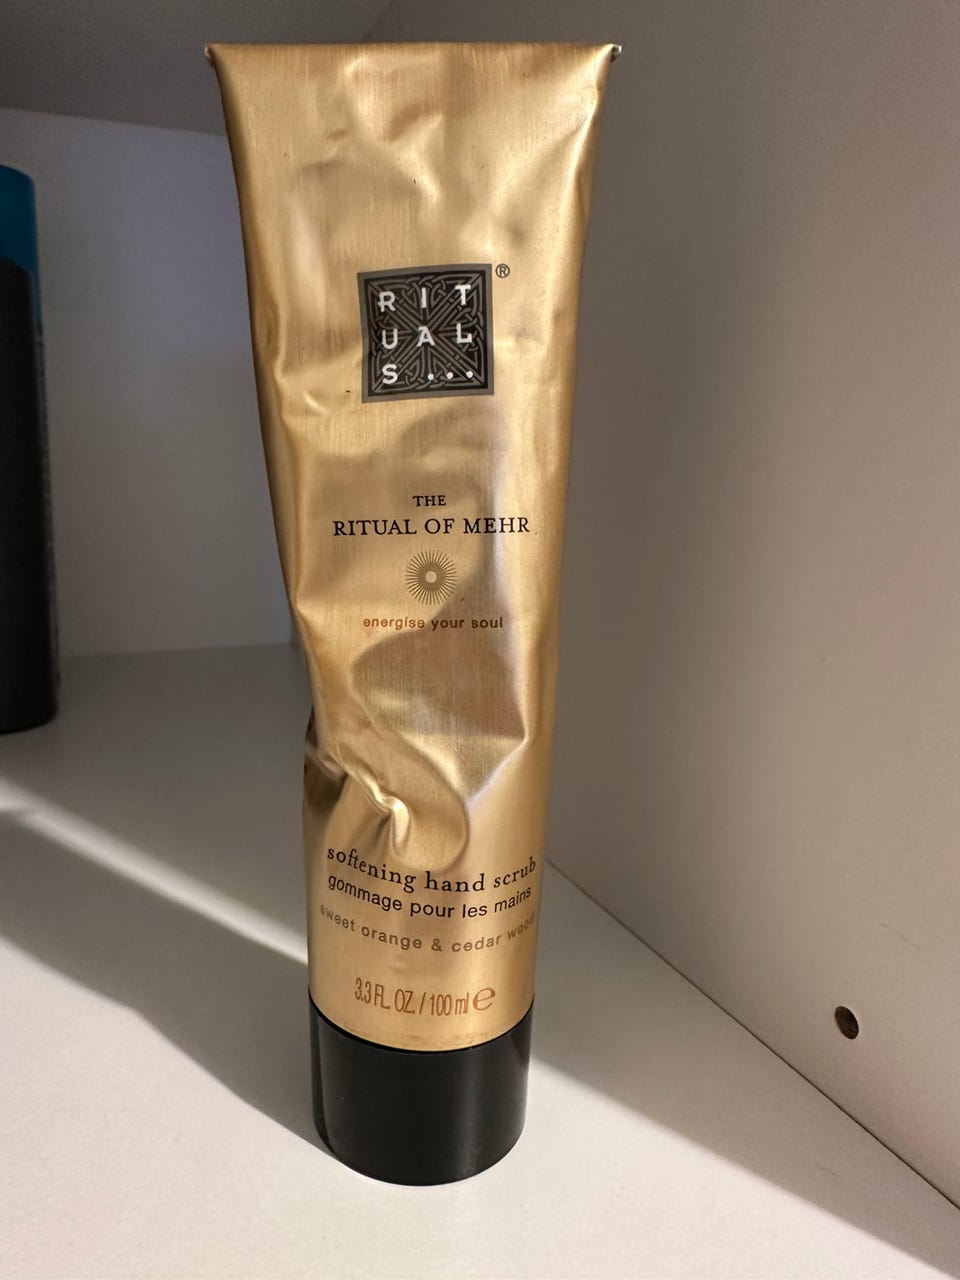 RIT
UAL
S...
®
THE
RITUAL OF MEHR
energise your soul
softening hand scrub
gommage pour les mains
sweet orange & cedar wood
3.3 FL. OZ / 100 ml ℮